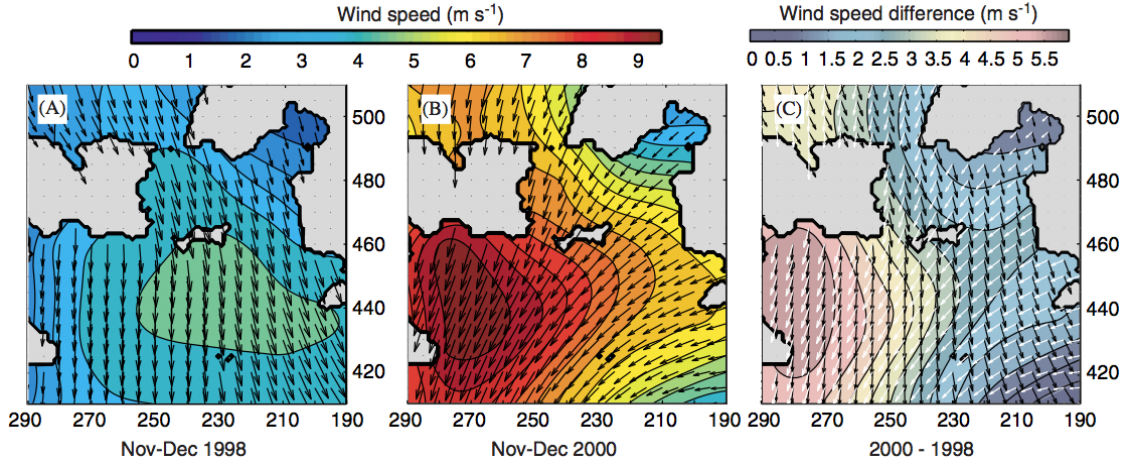 Wind speed (m s-1)
Wind speed difference (m s-1)
0 1 2 3 4 5 6 7 8 9
0 0.5 1 1.5 2 2.5 3 3.5 4 4.5 5 5.5
(A)
(B)
(C)
500 500
480 480
460 460
440 440
420 420
290 270 250 230 210 190
290 270 250 230 210 190
290 270 250 230 210 190
Nov-Dec 1998
Nov-Dec 2000
2000 - 1998